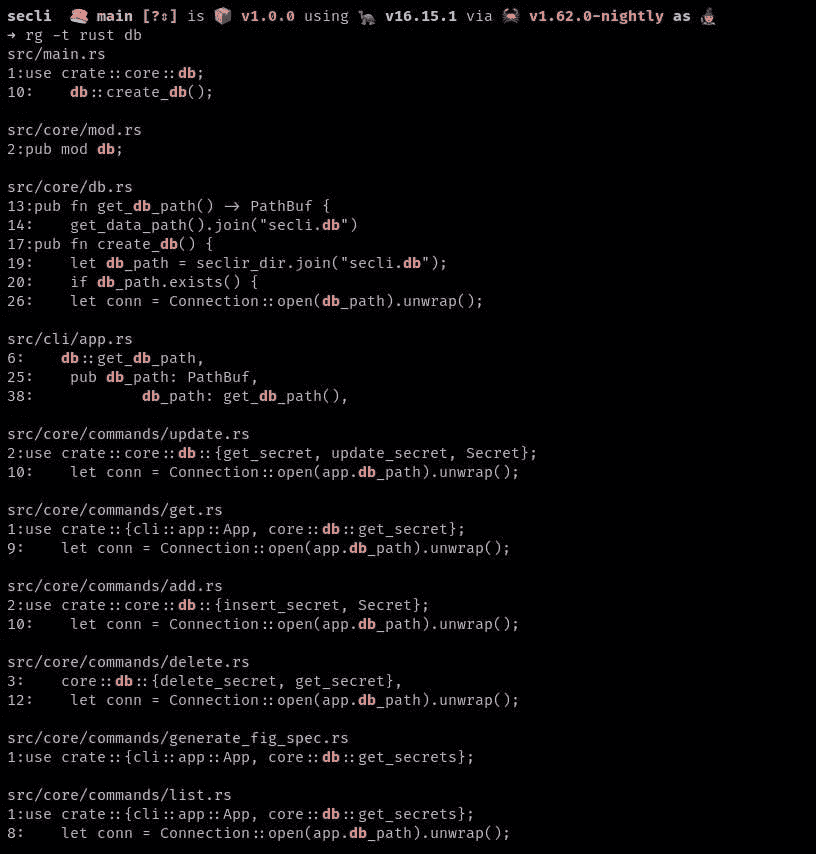 secli main [?⇕] is v1.0.0 using v16.15.1 via v1.62.0-nightly as
➜ rg -t rust db
src/main.rs
1:use crate::core::db;
10:    db::create_db();

src/core/mod.rs
2:pub mod db;

src/core/db.rs
13:pub fn get_db_path() -> PathBuf {
14:    get_data_path().join("secli.db")
17:pub fn create_db() {
19:    let db_path = seclir_dir.join("secli.db");
20:    if db_path.exists() {
26:    let conn = Connection::open(db_path).unwrap();

src/cli/app.rs
6:    db::get_db_path,
25:    pub db_path: PathBuf,
38:            db_path: get_db_path(),

src/core/commands/update.rs
2:use crate::core::db::{get_secret, update_secret, Secret};
10:    let conn = Connection::open(app.db_path).unwrap();

src/core/commands/get.rs
1:use crate::{cli::app::App, core::db::get_secret};
9:    let conn = Connection::open(app.db_path).unwrap();

src/core/commands/add.rs
2:use crate::core::db::{insert_secret, Secret};
10:    let conn = Connection::open(app.db_path).unwrap();

src/core/commands/delete.rs
3:    core::db::{delete_secret, get_secret},
12:    let conn = Connection::open(app.db_path).unwrap();

src/core/commands/generate_fig_spec.rs
1:use crate::{cli::app::App, core::db::get_secrets};

src/core/commands/list.rs
1:use crate::{cli::app::App, core::db::get_secrets};
8:    let conn = Connection::open(app.db_path).unwrap();